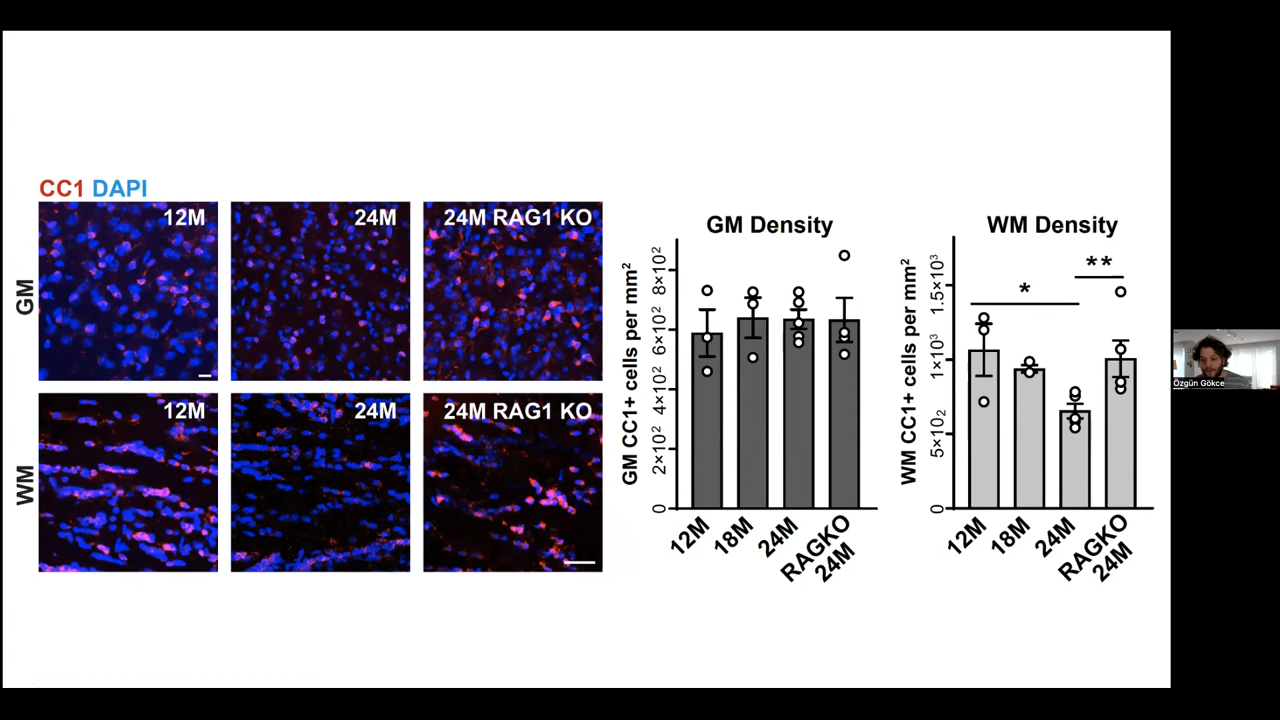 CC1 DAPI
12M
24M
24M RAG1 KO
GM
12M
24M
24M RAG1 KO
WM
GM Density
GM CC1+ cells per mm²
8×10²
6×10²
4×10²
2×10²
0
12M
18M
24M
RAGKO
24M
WM Density
WM CC1+ cells per mm²
1.5×10³
1×10³
5×10²
0
*
**
12M
18M
24M
RAGKO
24M
Özgün Gökce